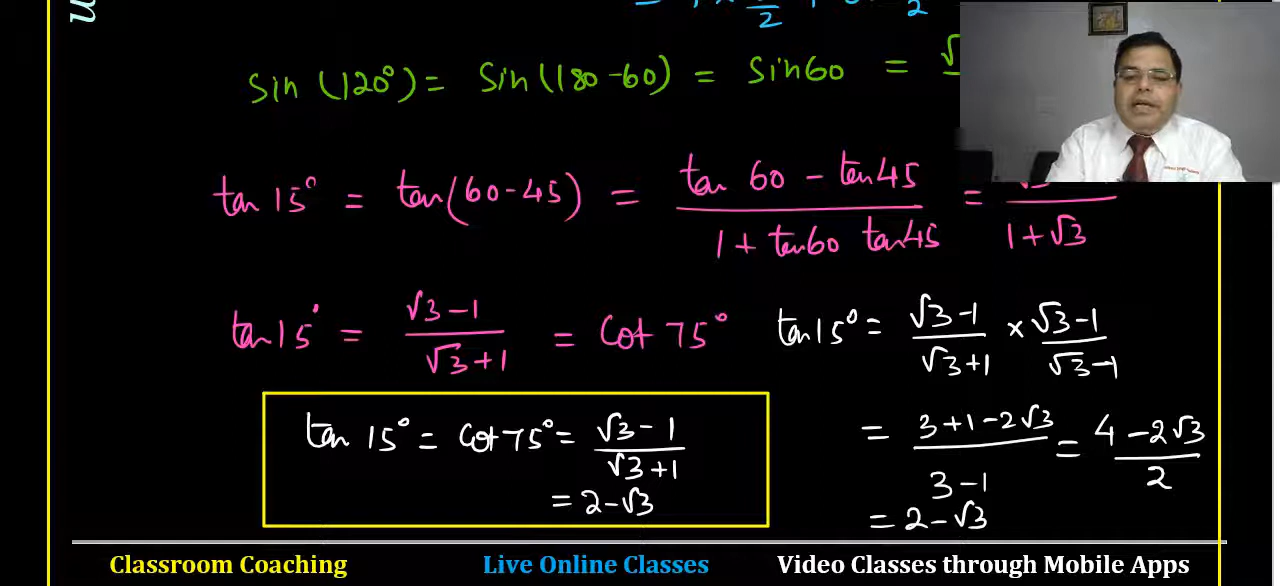 sin (120°) = sin (180-60) = sin60 =
tan 15° = tan(60-45) = tan 60 - tan45 / 1 + tan60 tan45 = / 1 + √3
tan15° = √3-1 / √3+1 = cot 75°
tan15° = √3-1 / √3+1 × √3-1 / √3-1
= 3+1-2√3 / 3-1 = 4-2√3 / 2
= 2-√3
tan 15° = cot75° = √3-1 / √3+1
= 2-√3
Classroom Coaching
Live Online Classes
Video Classes through Mobile Apps